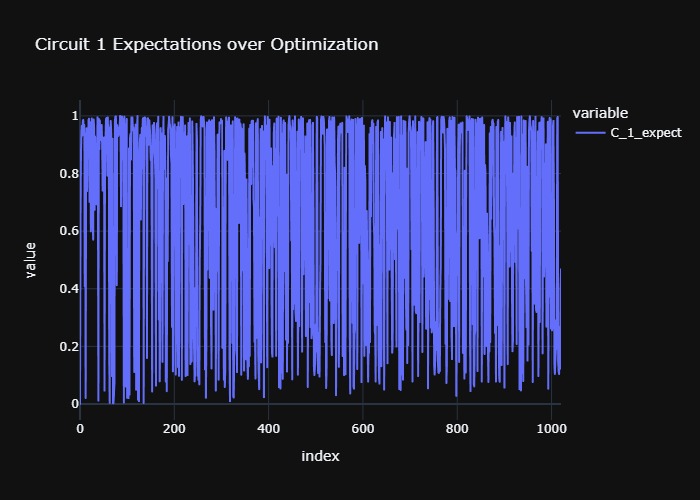 Circuit 1 Expectations over Optimization
variable
C_1_expect
value
1
0.8
0.6
0.4
0.2
0
0 200 400 600 800 1000
index